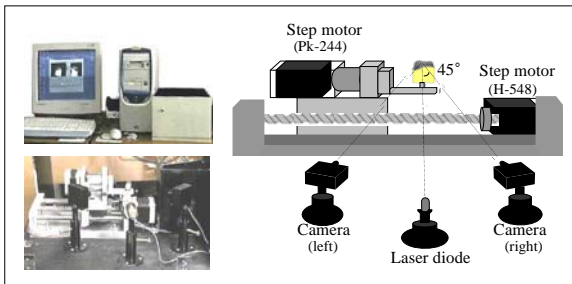 Step motor
(Pk-244)
45°
Step motor
(H-548)
Camera
(left)
Laser diode
Camera
(right)